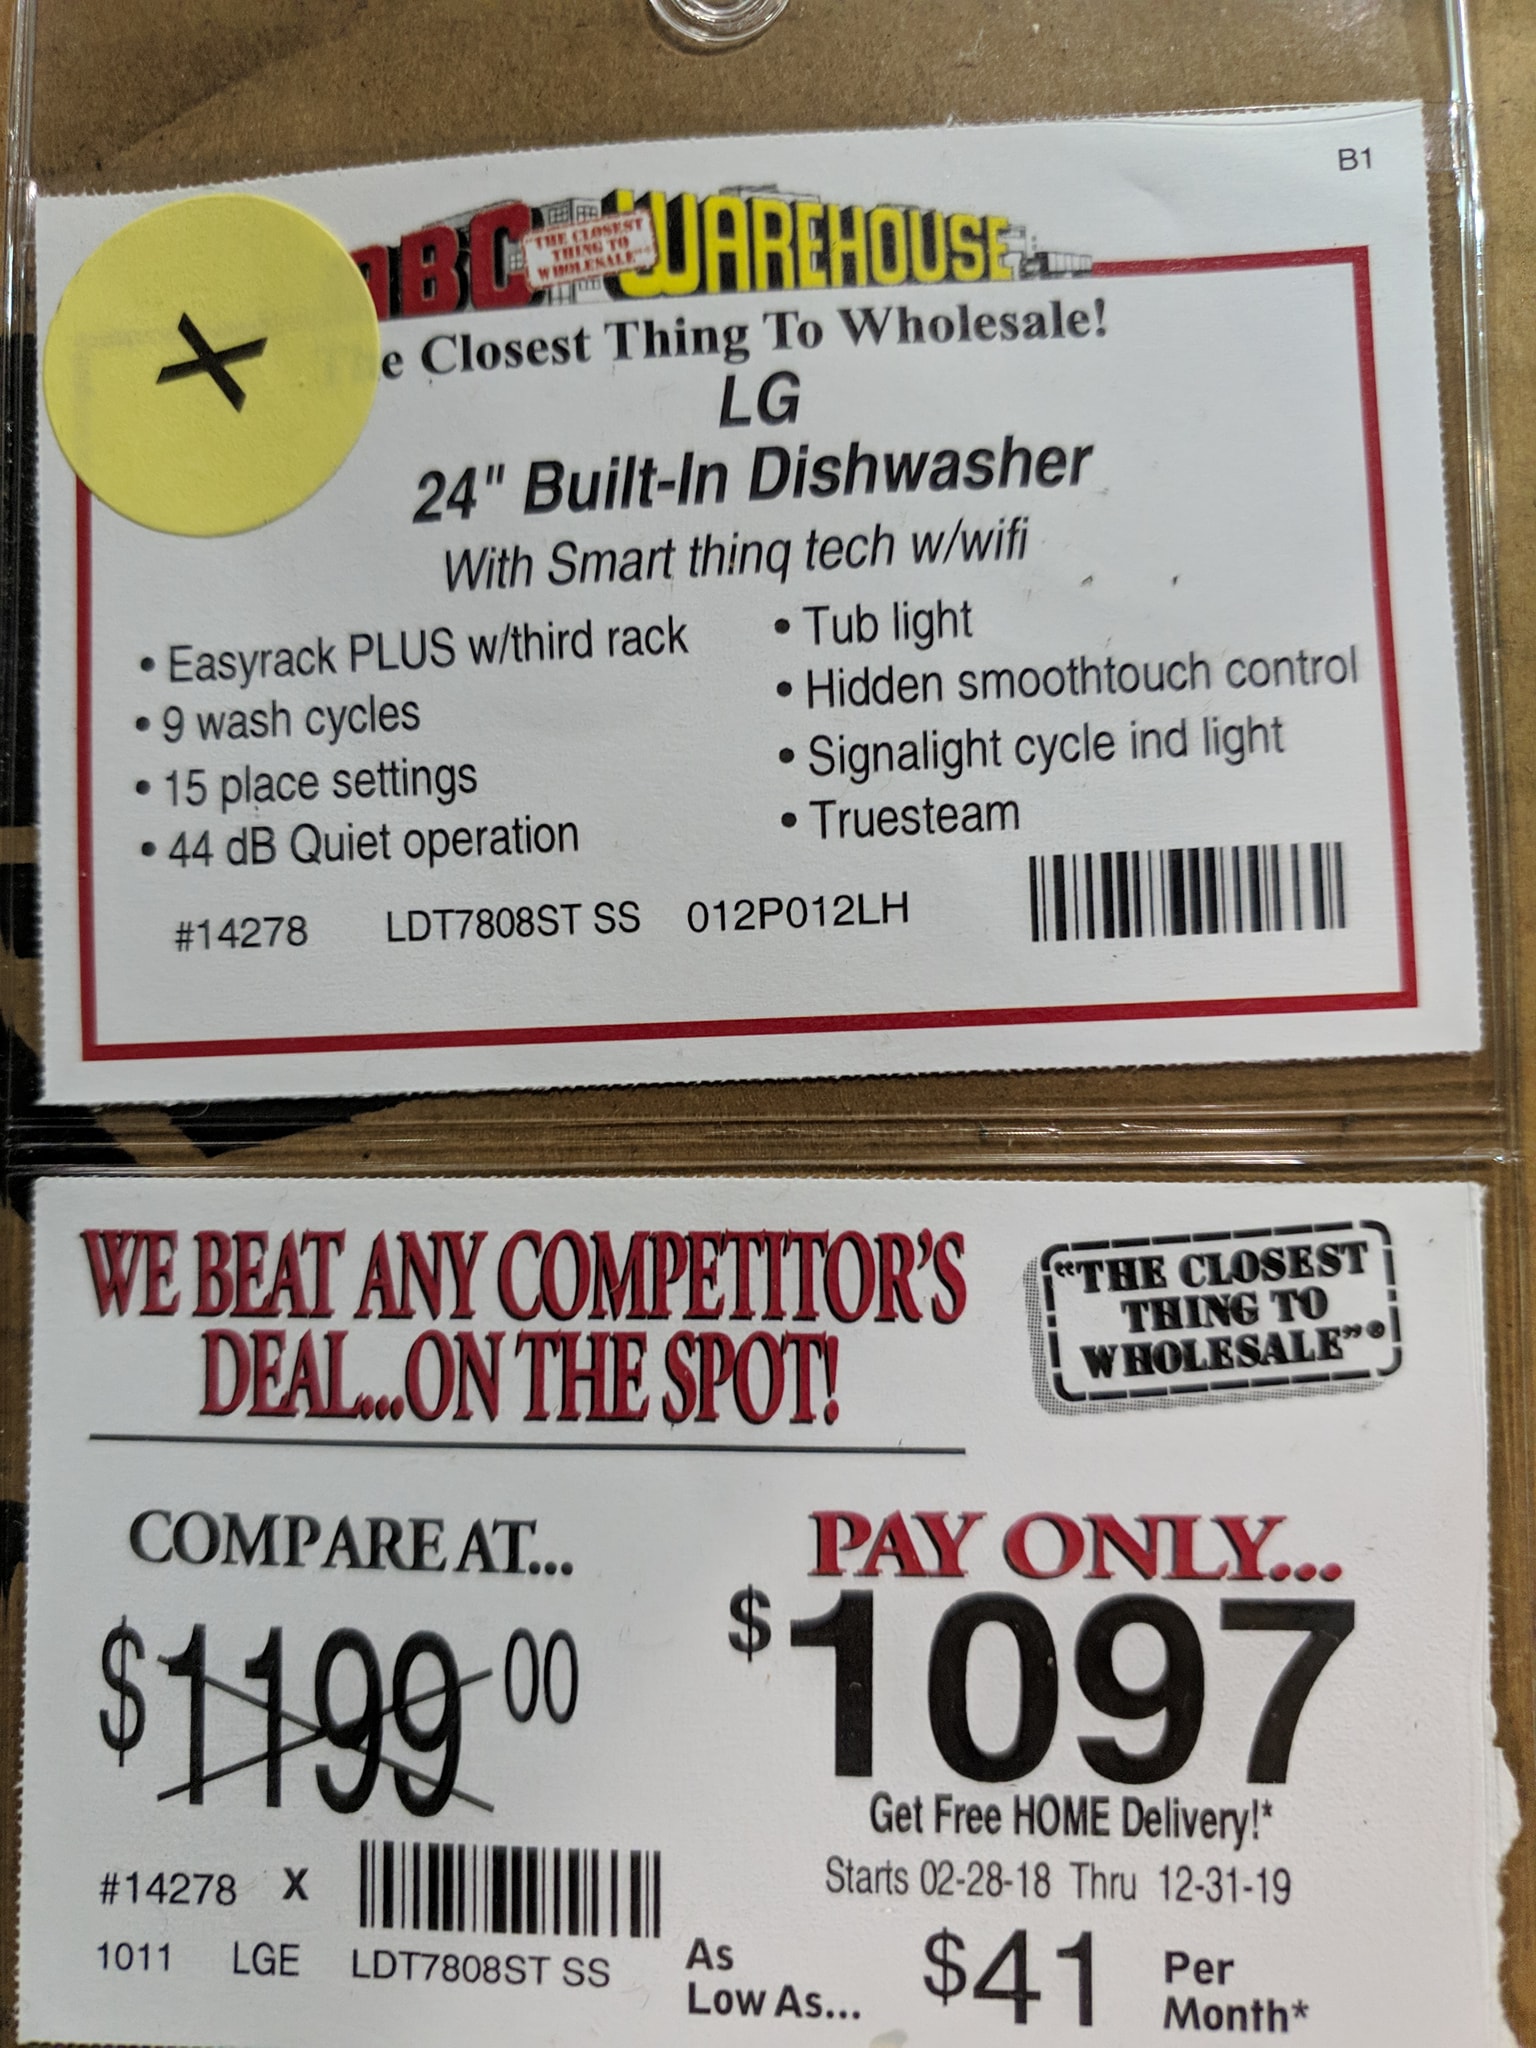 B1
ABC WAREHOUSE
"THE CLOSEST
THING TO
WHOLESALE"
e Closest Thing To Wholesale!
X
LG
24" Built-In Dishwasher
With Smart thinq tech w/wifi
• Easyrack PLUS w/third rack
• 9 wash cycles
• 15 place settings
• 44 dB Quiet operation
• Tub light
• Hidden smoothtouch control
• Signalight cycle ind light
• Truesteam
#14278 LDT7808ST SS 012P012LH
WE BEAT ANY COMPETITOR'S
DEAL...ON THE SPOT!
"THE CLOSEST
THING TO
WHOLESALE"®
COMPARE AT...
$1199 00
PAY ONLY...
$1097
Get Free HOME Delivery!*
Starts 02-28-18 Thru 12-31-19
#14278 X
1011 LGE LDT7808ST SS
As
Low As...
$41
Per
Month*